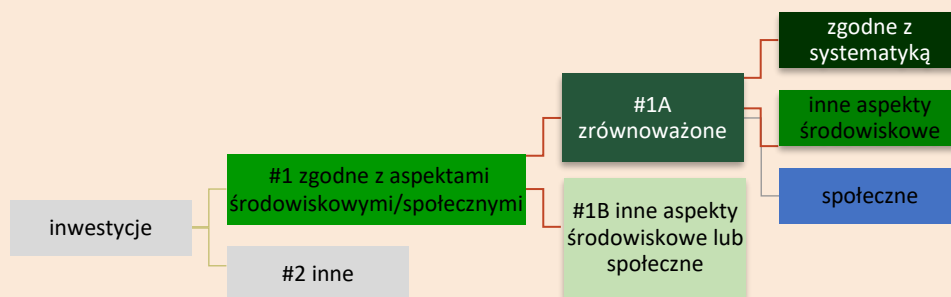 inwestycje
#1 zgodne z aspektami
środowiskowymi/społecznymi
#2 inne
#1A
zrównoważone
#1B inne aspekty
środowiskowe lub
społeczne
zgodne z
systematyką
inne aspekty
środowiskowe
społeczne